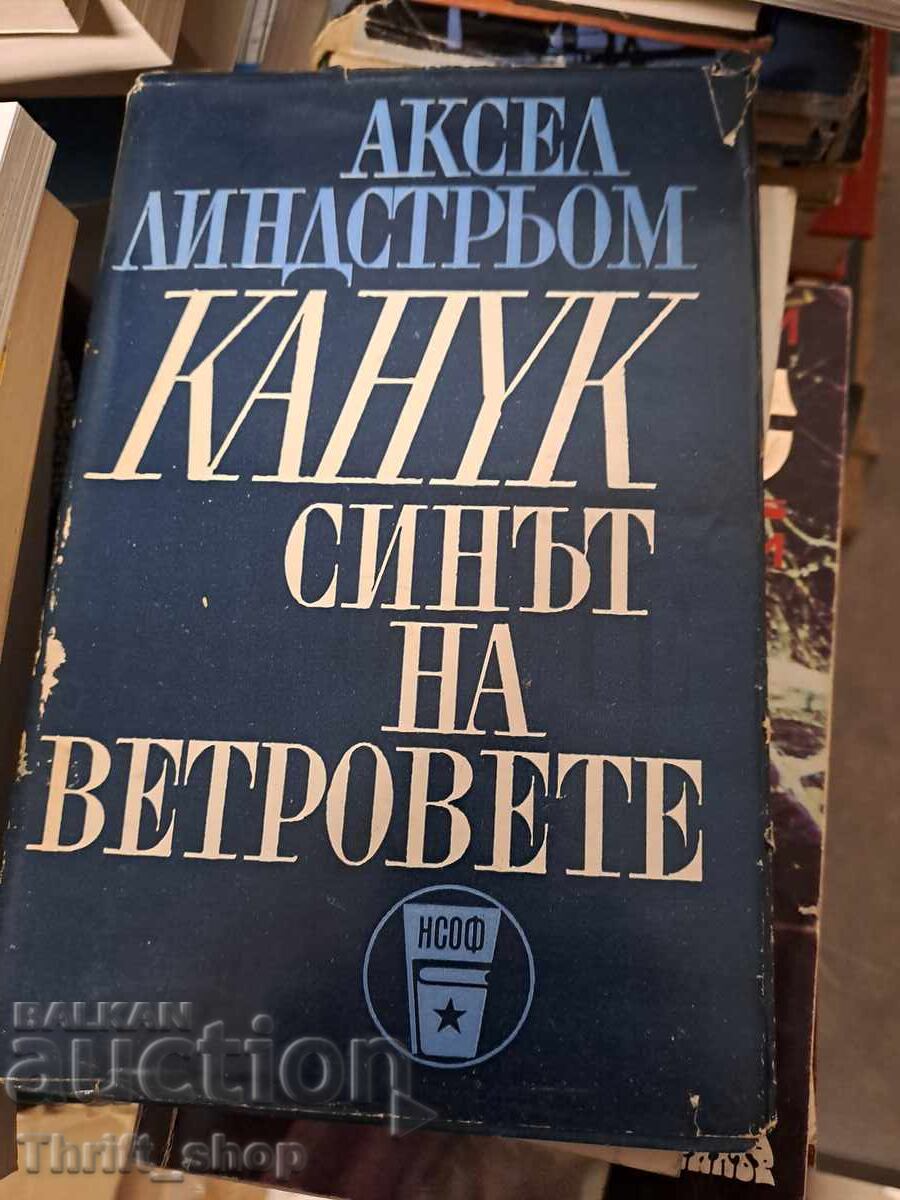 АКСЕЛ
ЛИНДСТРЬОМ
КАНУК
СИНЪТ
НА
ВЕТРОВЕТЕ
НСОФ
BALKAN
auction
Thrift_shop